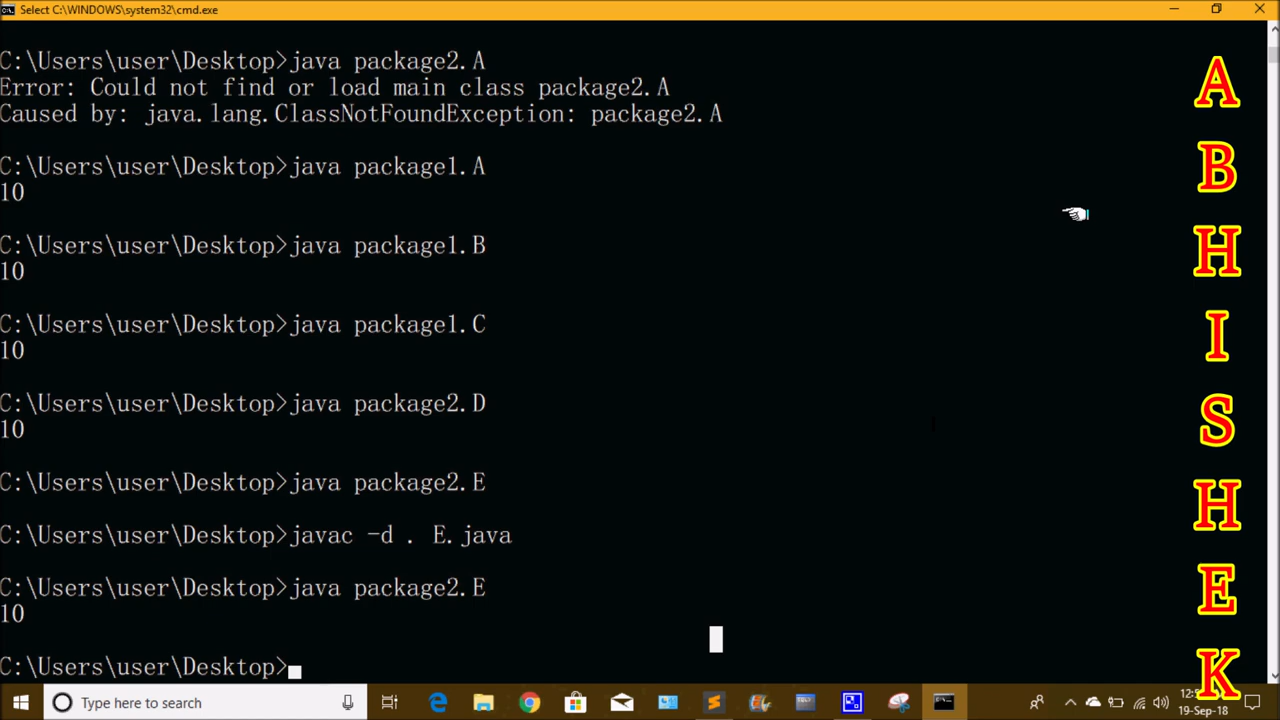 Select C:\WINDOWS\system32\cmd.exe
C:\Users\user\Desktop>java package2.A
Error: Could not find or load main class package2.A
Caused by: java.lang.ClassNotFoundException: package2.A
C:\Users\user\Desktop>java package1.A
10
C:\Users\user\Desktop>java package1.B
10
C:\Users\user\Desktop>java package1.C
10
C:\Users\user\Desktop>java package2.D
10
C:\Users\user\Desktop>java package2.E
C:\Users\user\Desktop>javac -d . E.java
C:\Users\user\Desktop>java package2.E
10
C:\Users\user\Desktop>
A
B
H
I
S
H
E
K
Type here to search
19-Sep-18